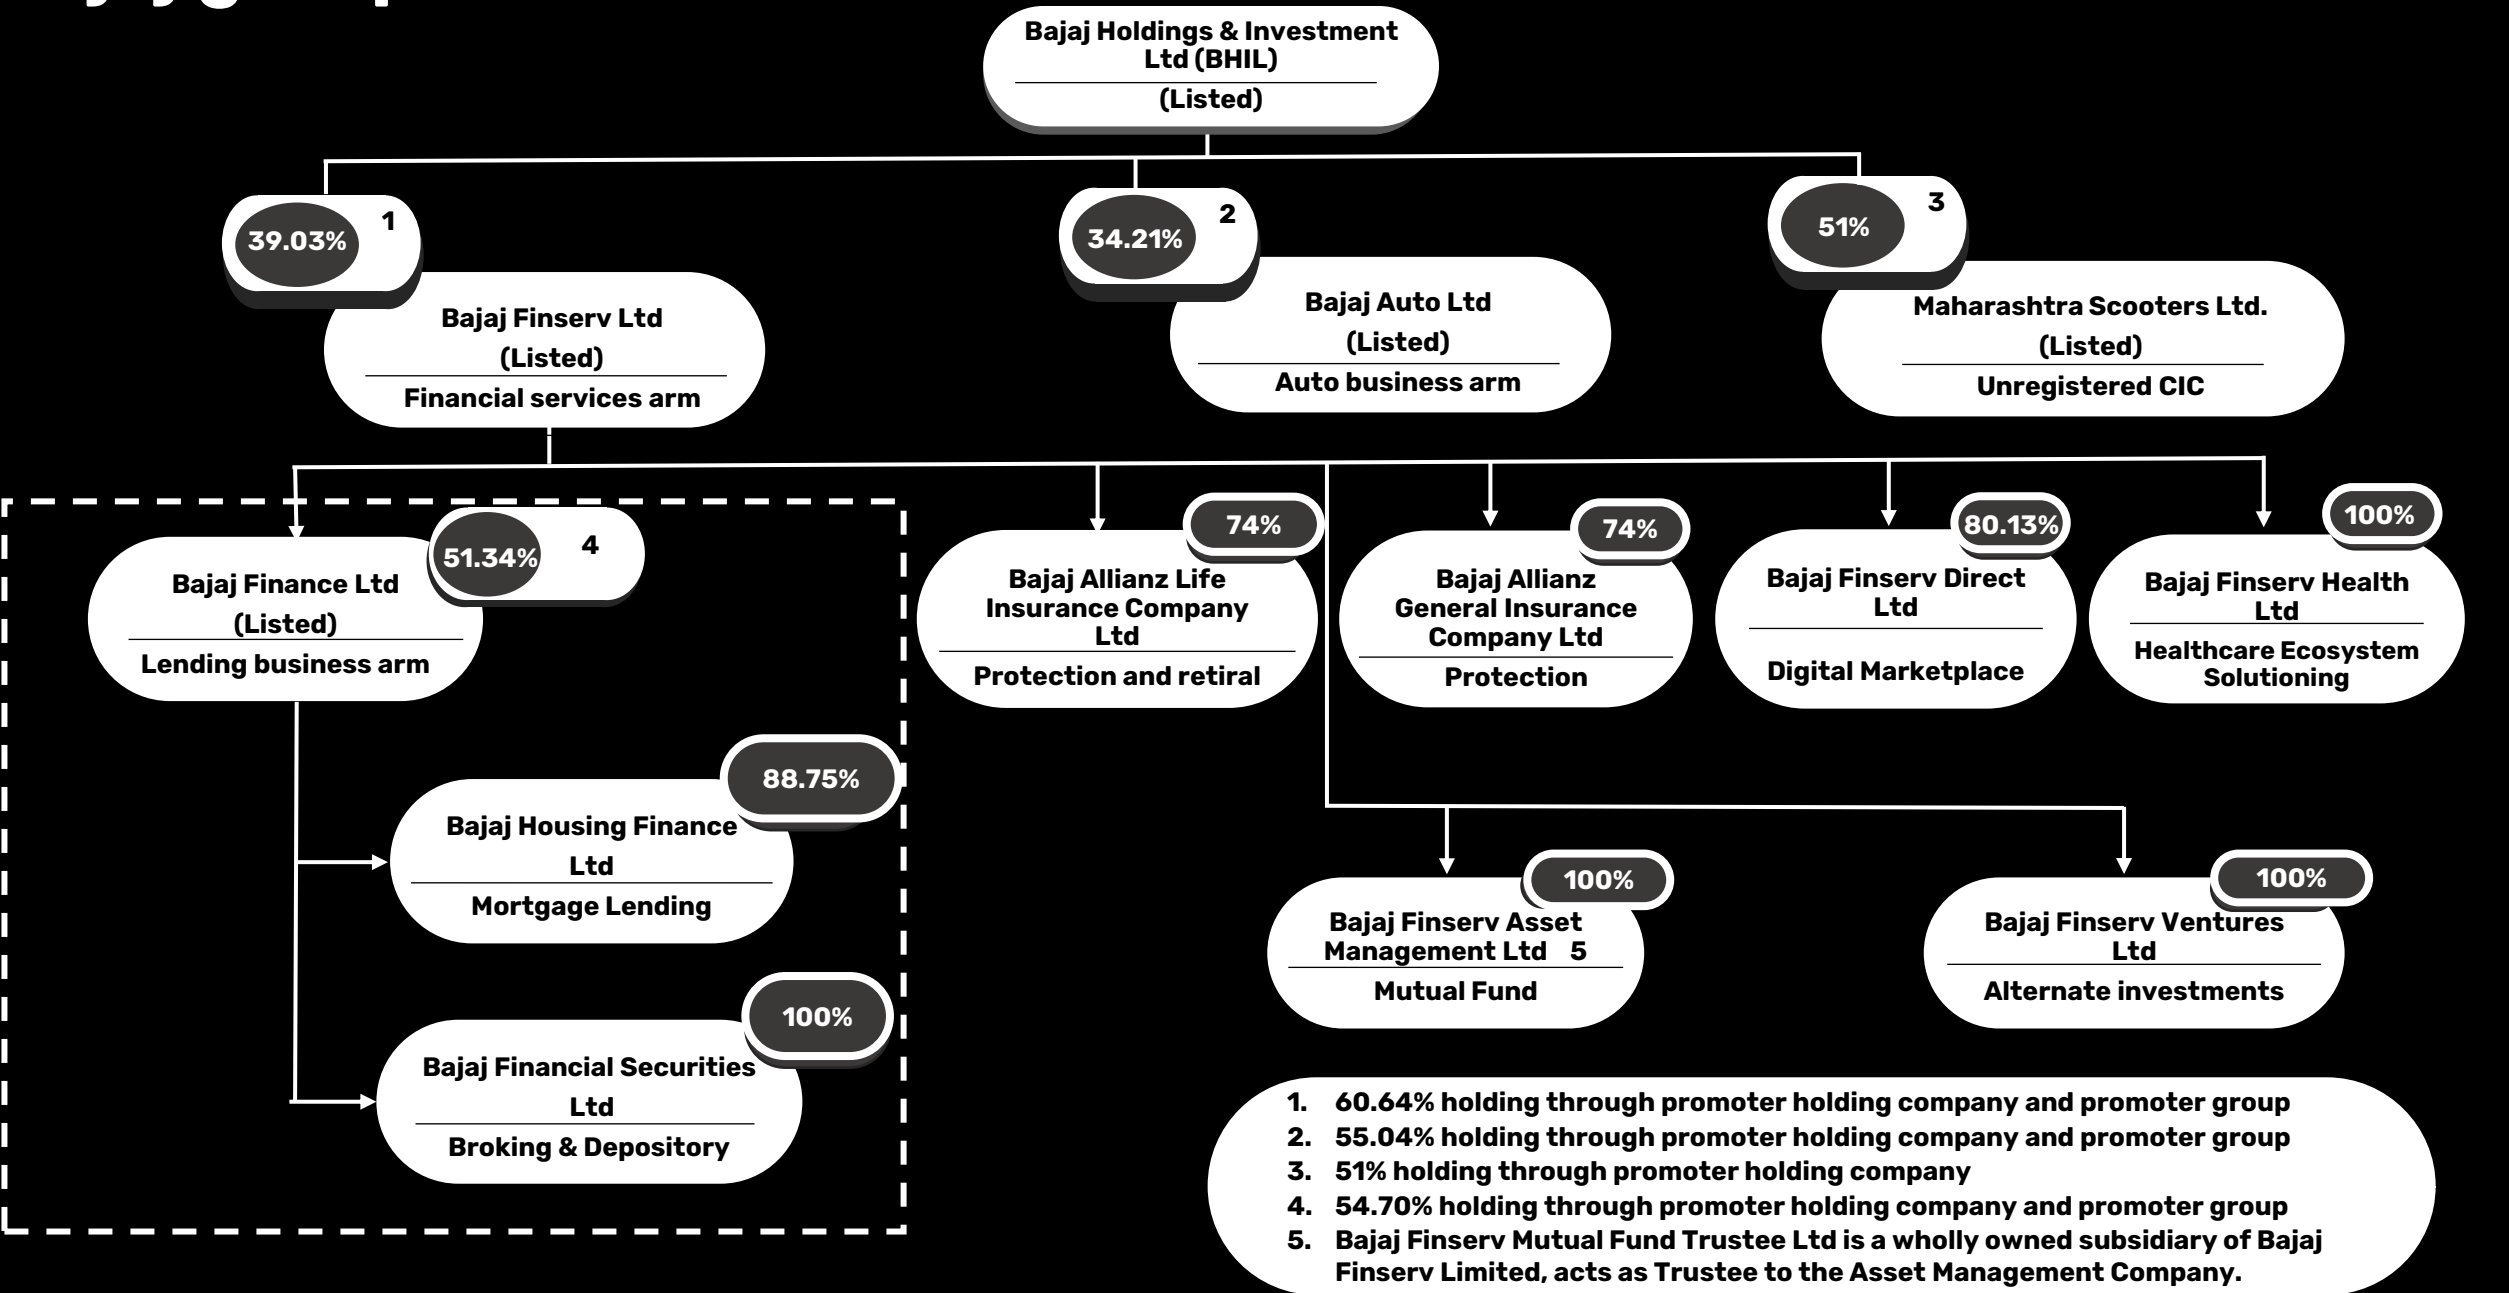 Bajaj Holdings & Investment
Ltd (BHIL)
(Listed)
39.03%
1
Bajaj Finserv Ltd
(Listed)
Financial services arm
34.21%
2
Bajaj Auto Ltd
(Listed)
Auto business arm
51%
3
Maharashtra Scooters Ltd.
(Listed)
Unregistered CIC
51.34%
4
Bajaj Finance Ltd
(Listed)
Lending business arm
74%
Bajaj Allianz Life
Insurance Company
Ltd
Protection and retiral
74%
Bajaj Allianz
General Insurance
Company Ltd
Protection
80.13%
Bajaj Finserv Direct
Ltd
Digital Marketplace
100%
Bajaj Finserv Health
Ltd
Healthcare Ecosystem
Solutioning
88.75%
Bajaj Housing Finance
Ltd
Mortgage Lending
100%
Bajaj Financial Securities
Ltd
Broking & Depository
100%
Bajaj Finserv Asset
Management Ltd 5
Mutual Fund
100%
Bajaj Finserv Ventures
Ltd
Alternate investments
1. 60.64% holding through promoter holding company and promoter group
2. 55.04% holding through promoter holding company and promoter group
3. 51% holding through promoter holding company
4. 54.70% holding through promoter holding company and promoter group
5. Bajaj Finserv Mutual Fund Trustee Ltd is a wholly owned subsidiary of Bajaj
Finserv Limited, acts as Trustee to the Asset Management Company.